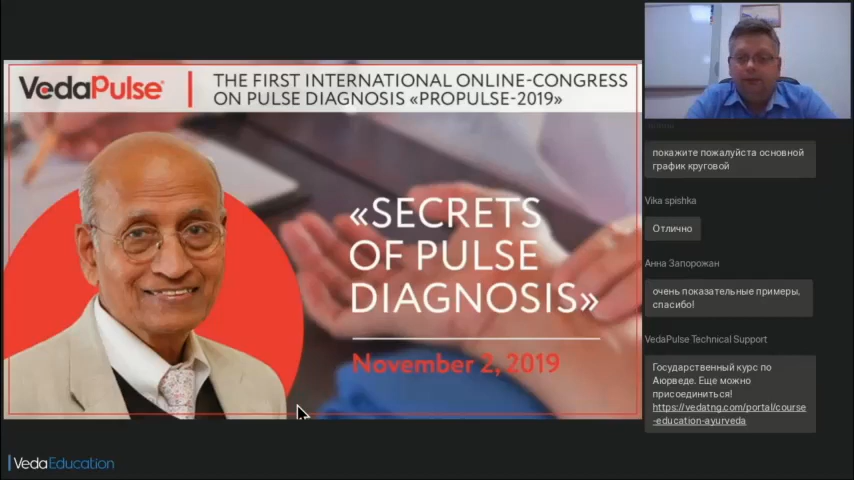 VedaPulse®
THE FIRST INTERNATIONAL ONLINE-CONGRESS
ON PULSE DIAGNOSIS «PROPULSE-2019»
«SECRETS
OF PULSE
DIAGNOSIS»
November 2, 2019
VedaEducation
покажите пожалуйста основной
график круговой
Vika spishka
Отлично
Анна Запорожан
очень показательные примеры,
спасибо!
VedaPulse Technical Support
Государственный курс по
Аюрведе. Еще можно
присоединиться!
https://vedatng.com/portal/course
-education-ayurveda